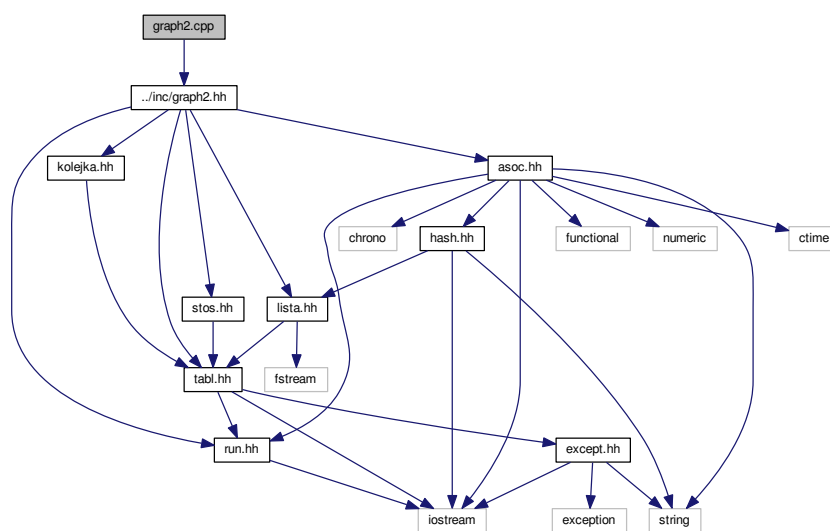 graph2.cpp
../inc/graph2.hh
kolejka.hh
asoc.hh
chrono
hash.hh
functional
numeric
ctime
stos.hh
lista.hh
tabl.hh
fstream
run.hh
except.hh
iostream
exception
string